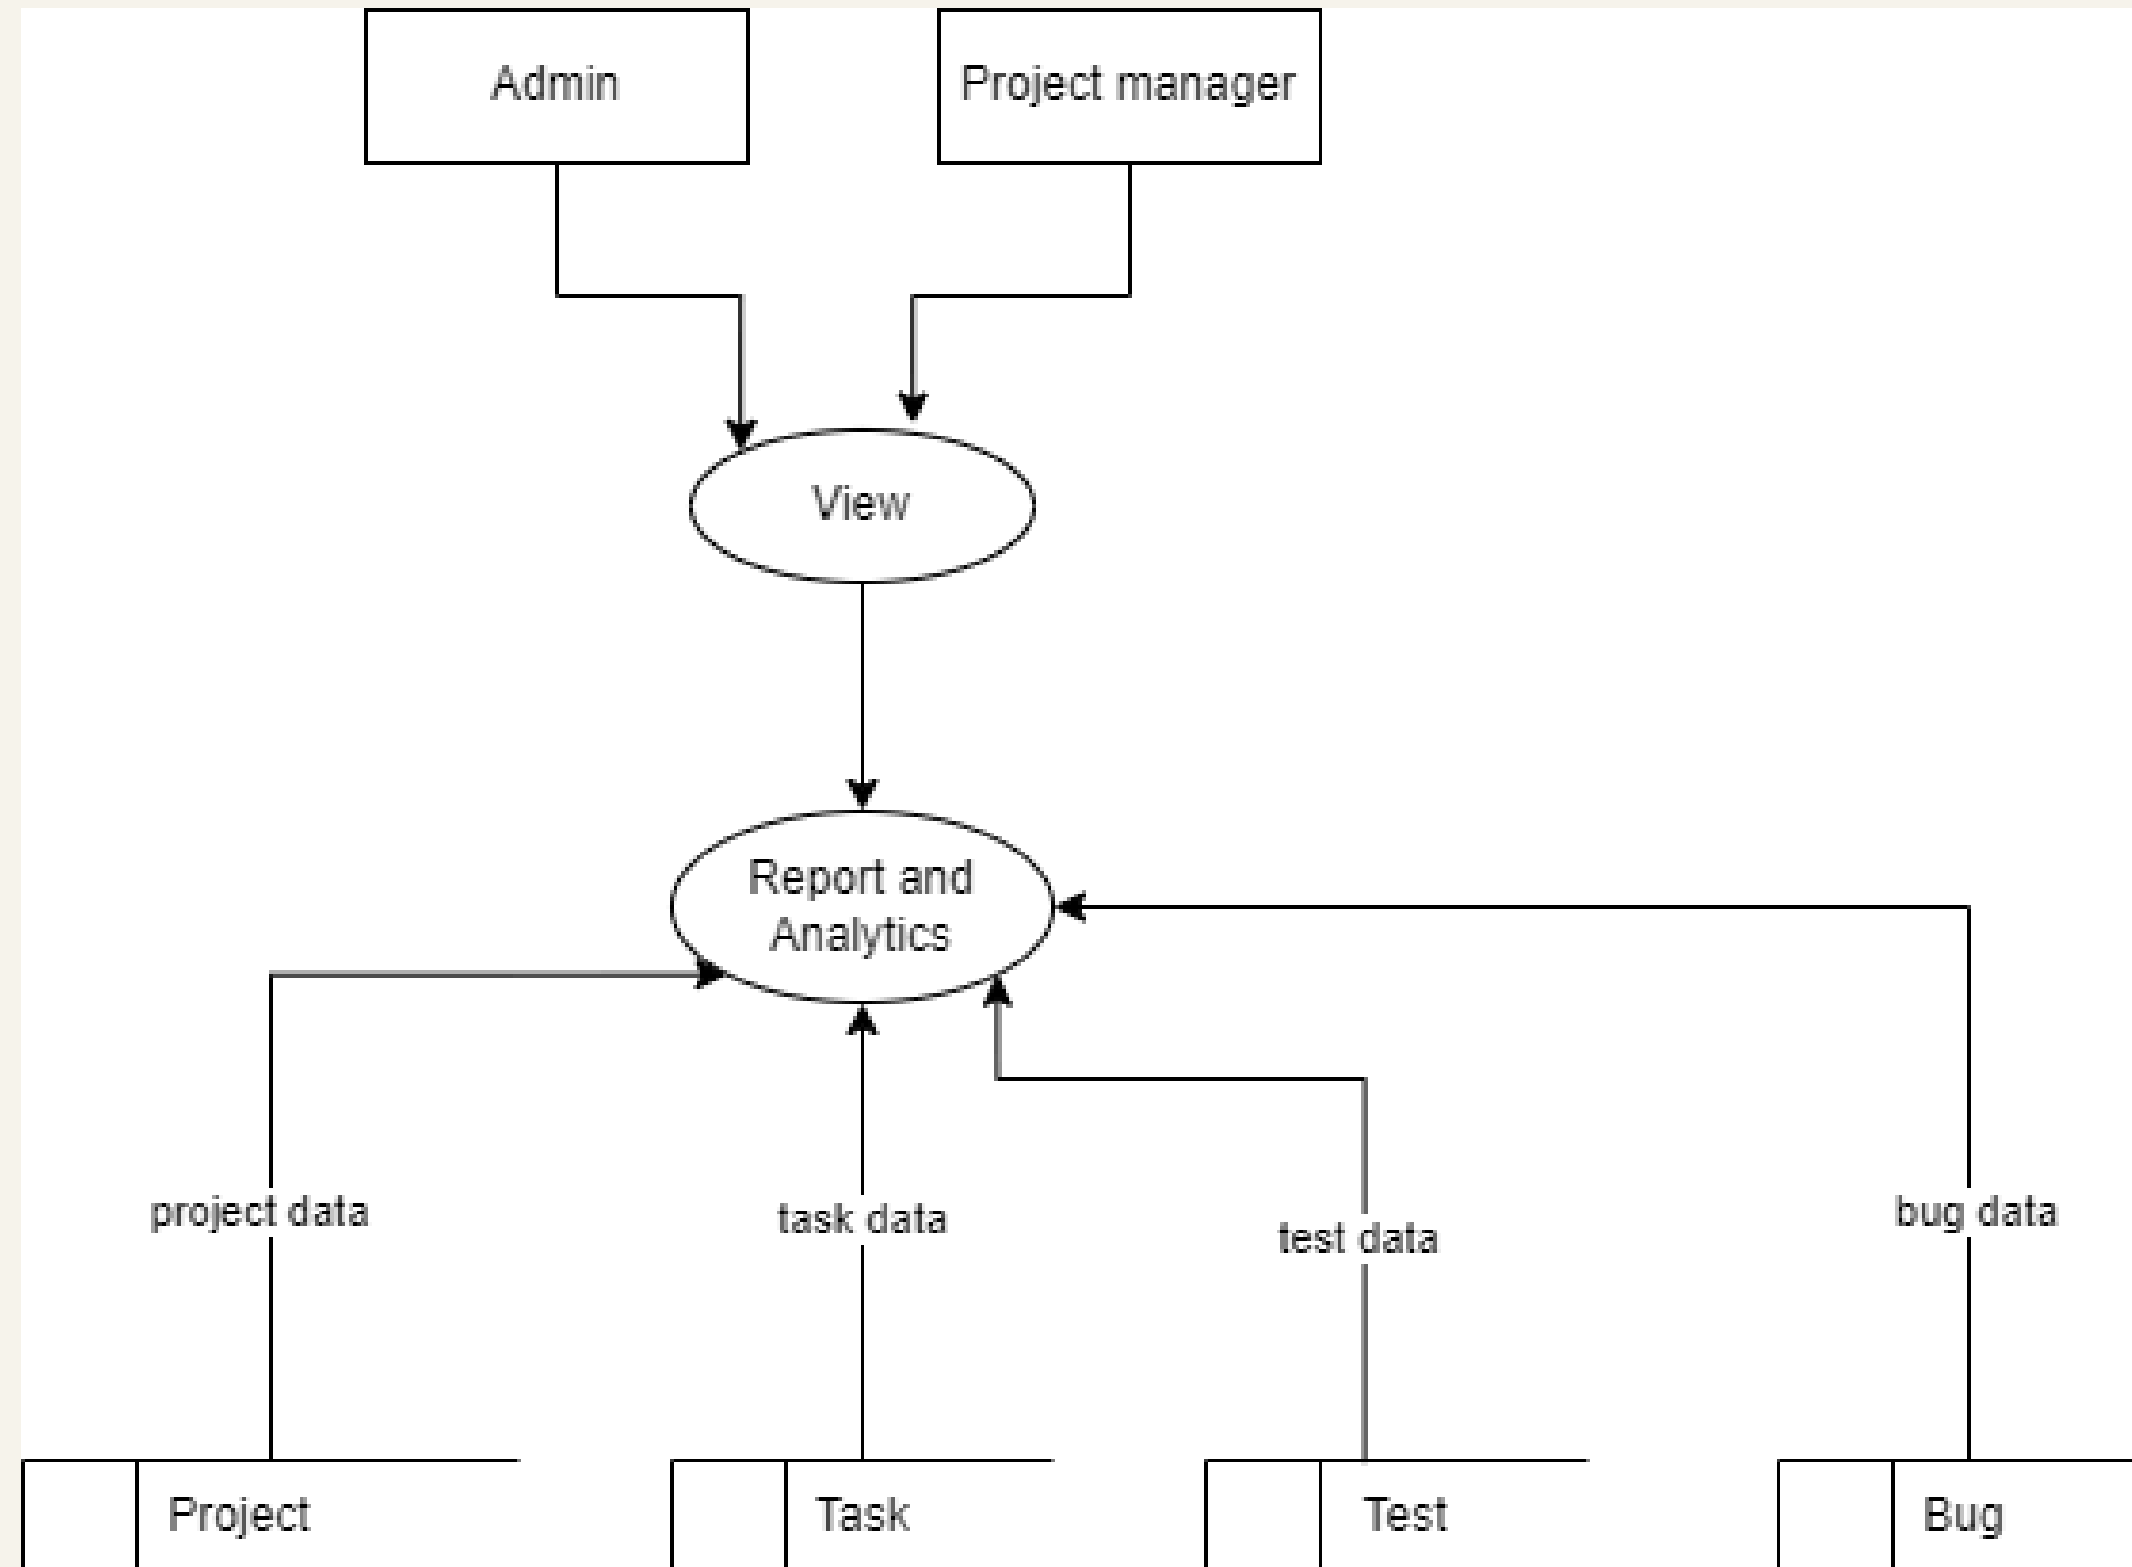 Admin
Project manager
View
Report and
Analytics
project data
task data
test data
bug data
Project
Task
Test
Bug